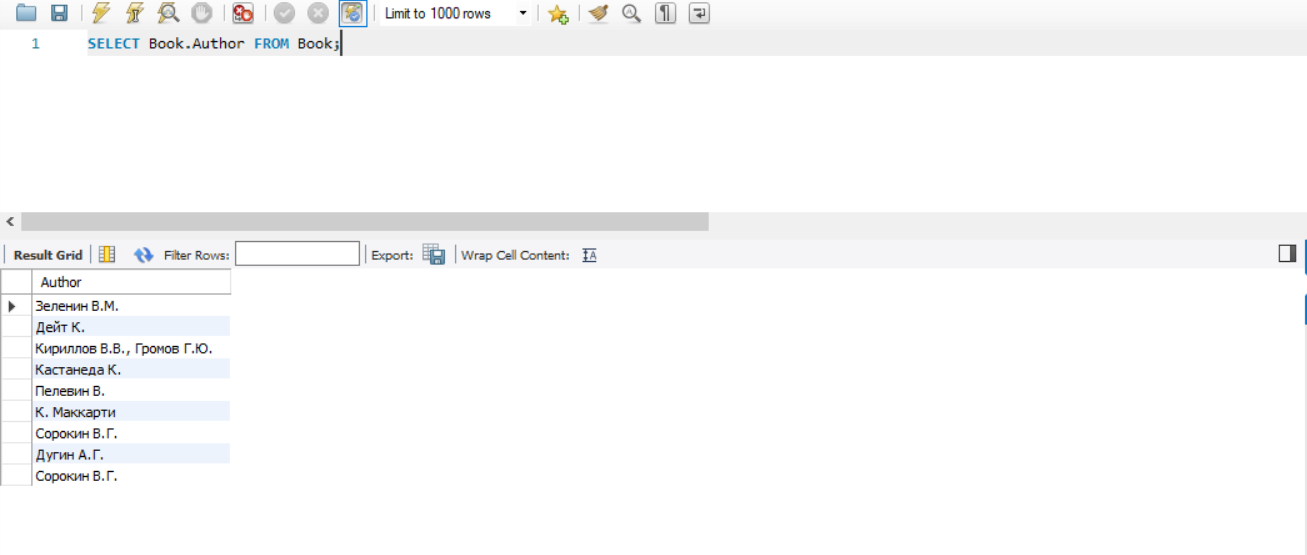 Limit to 1000 rows
1 SELECT Book.Author FROM Book;
Result Grid Filter Rows: Export: Wrap Cell Content:
Author
Зеленин В.М.
Дейт К.
Кириллов В.В., Громов Г.Ю.
Кастанеда К.
Пелевин В.
К. Маккарти
Сорокин В.Г.
Дугин А.Г.
Сорокин В.Г.